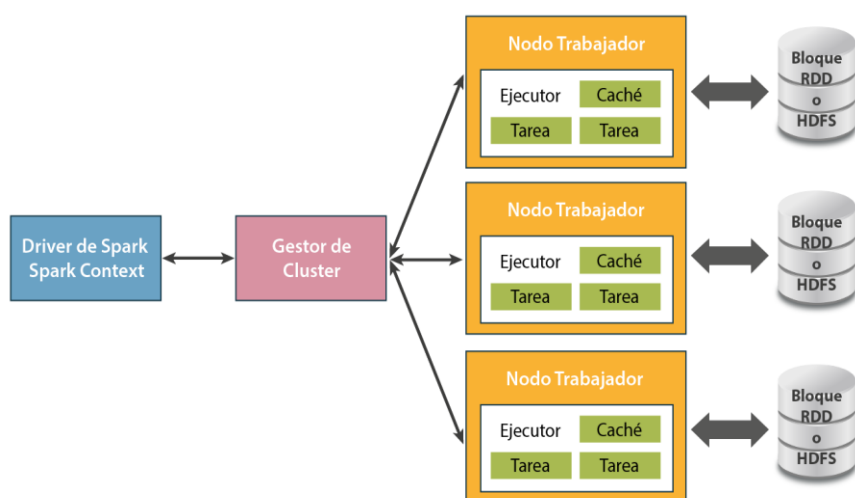 Driver de Spark
Spark Context
Gestor de
Cluster
Nodo Trabajador
Ejecutor
Caché
Tarea
Tarea
Bloque
RDD
o
HDFS
Nodo Trabajador
Ejecutor
Caché
Tarea
Tarea
Bloque
RDD
o
HDFS
Nodo Trabajador
Ejecutor
Caché
Tarea
Tarea
Bloque
RDD
o
HDFS